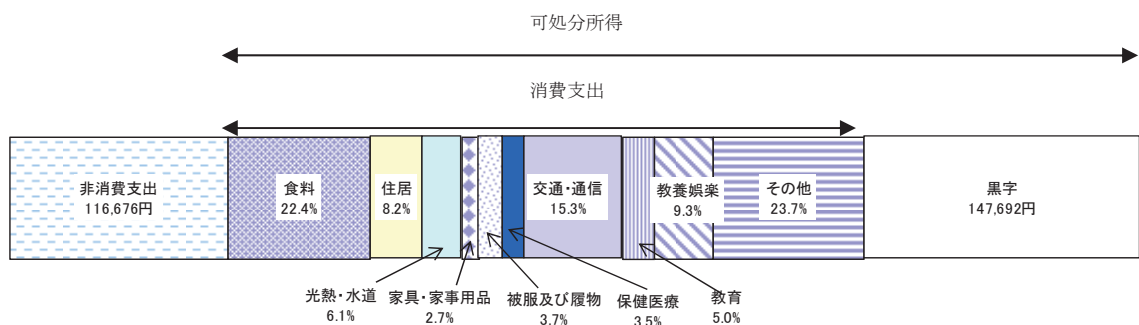 可処分所得
消費支出
非消費支出
116,676円
食料
22.4%
住居
8.2%
光熱・水道
6.1%
家具・家事用品
2.7%
被服及び履物
3.7%
保健医療
3.5%
交通・通信
15.3%
教育
5.0%
教養娯楽
9.3%
その他
23.7%
黒字
147,692円